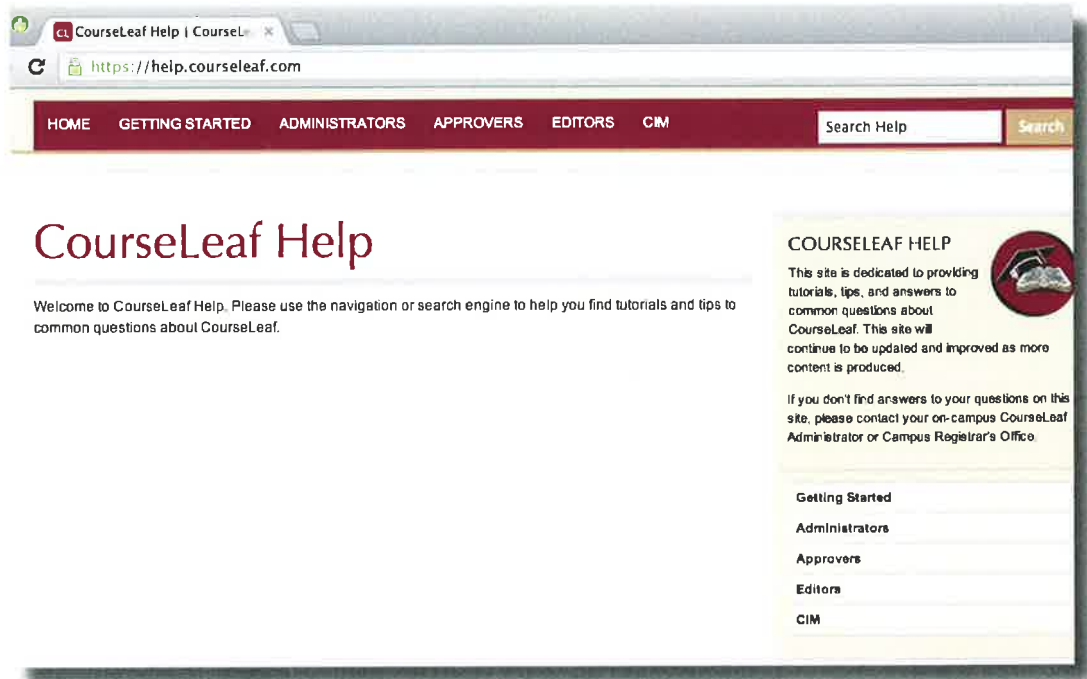 CL CourseLeaf Help | CourseLe
https://help.courseleaf.com
HOME GETTING STARTED ADMINISTRATORS APPROVERS EDITORS CIM
Search Help Search
CourseLeaf Help
Welcome to CourseLeaf Help. Please use the navigation or search engine to help you find tutorials and tips to
common questions about CourseLeaf.
COURSELEAF HELP
This site is dedicated to providing
tutorials, tips, and answers to
common questions about
CourseLeaf. This site will
continue to be updated and improved as more
content is produced.
If you don't find answers to your questions on this
site, please contact your on-campus CourseLeaf
Administrator or Campus Registrar's Office.
Getting Started
Administrators
Approvers
Editors
CIM